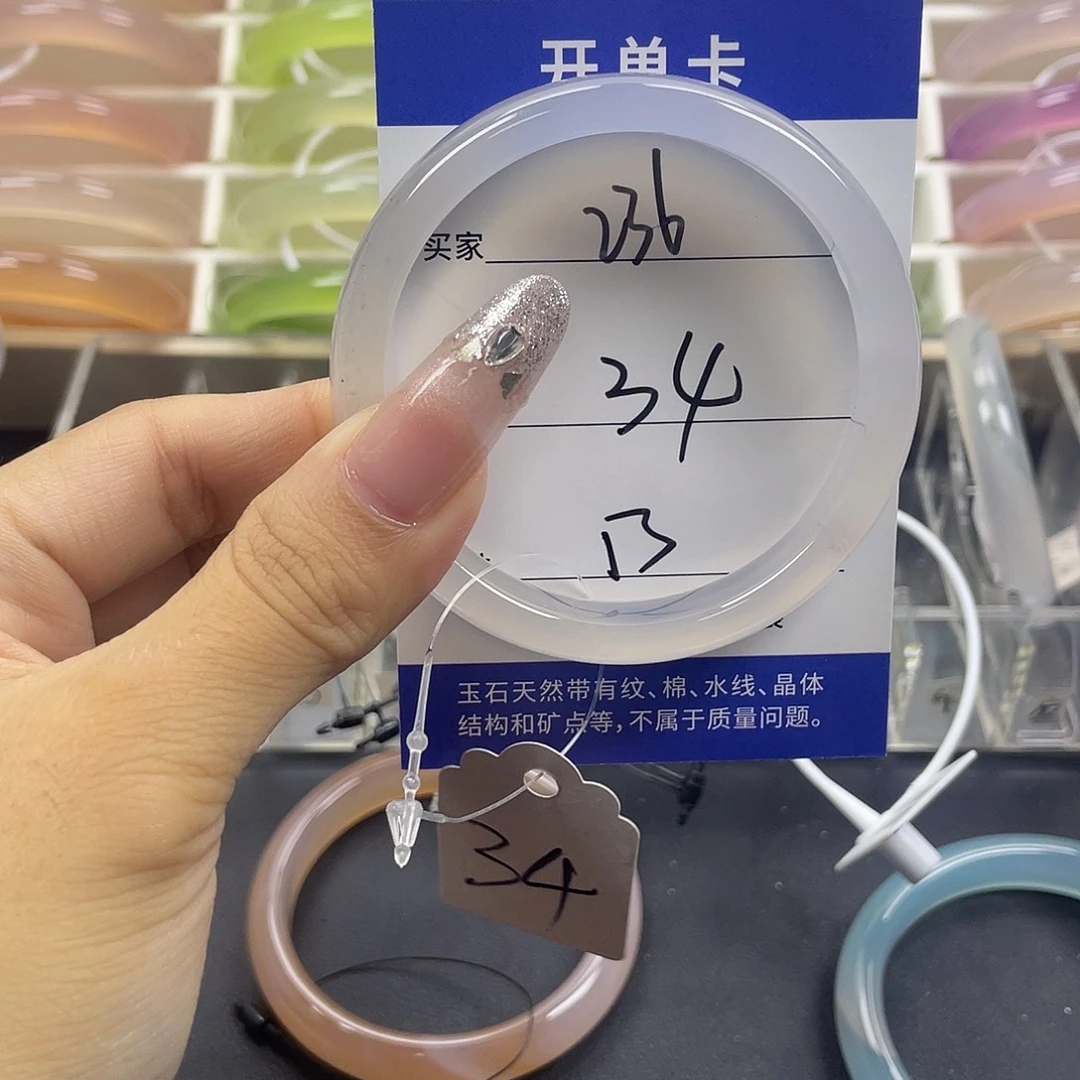 开单卡
买家 236
34
13
玉石天然带有纹、棉、水线、晶体
结构和矿点等,不属于质量问题。
34